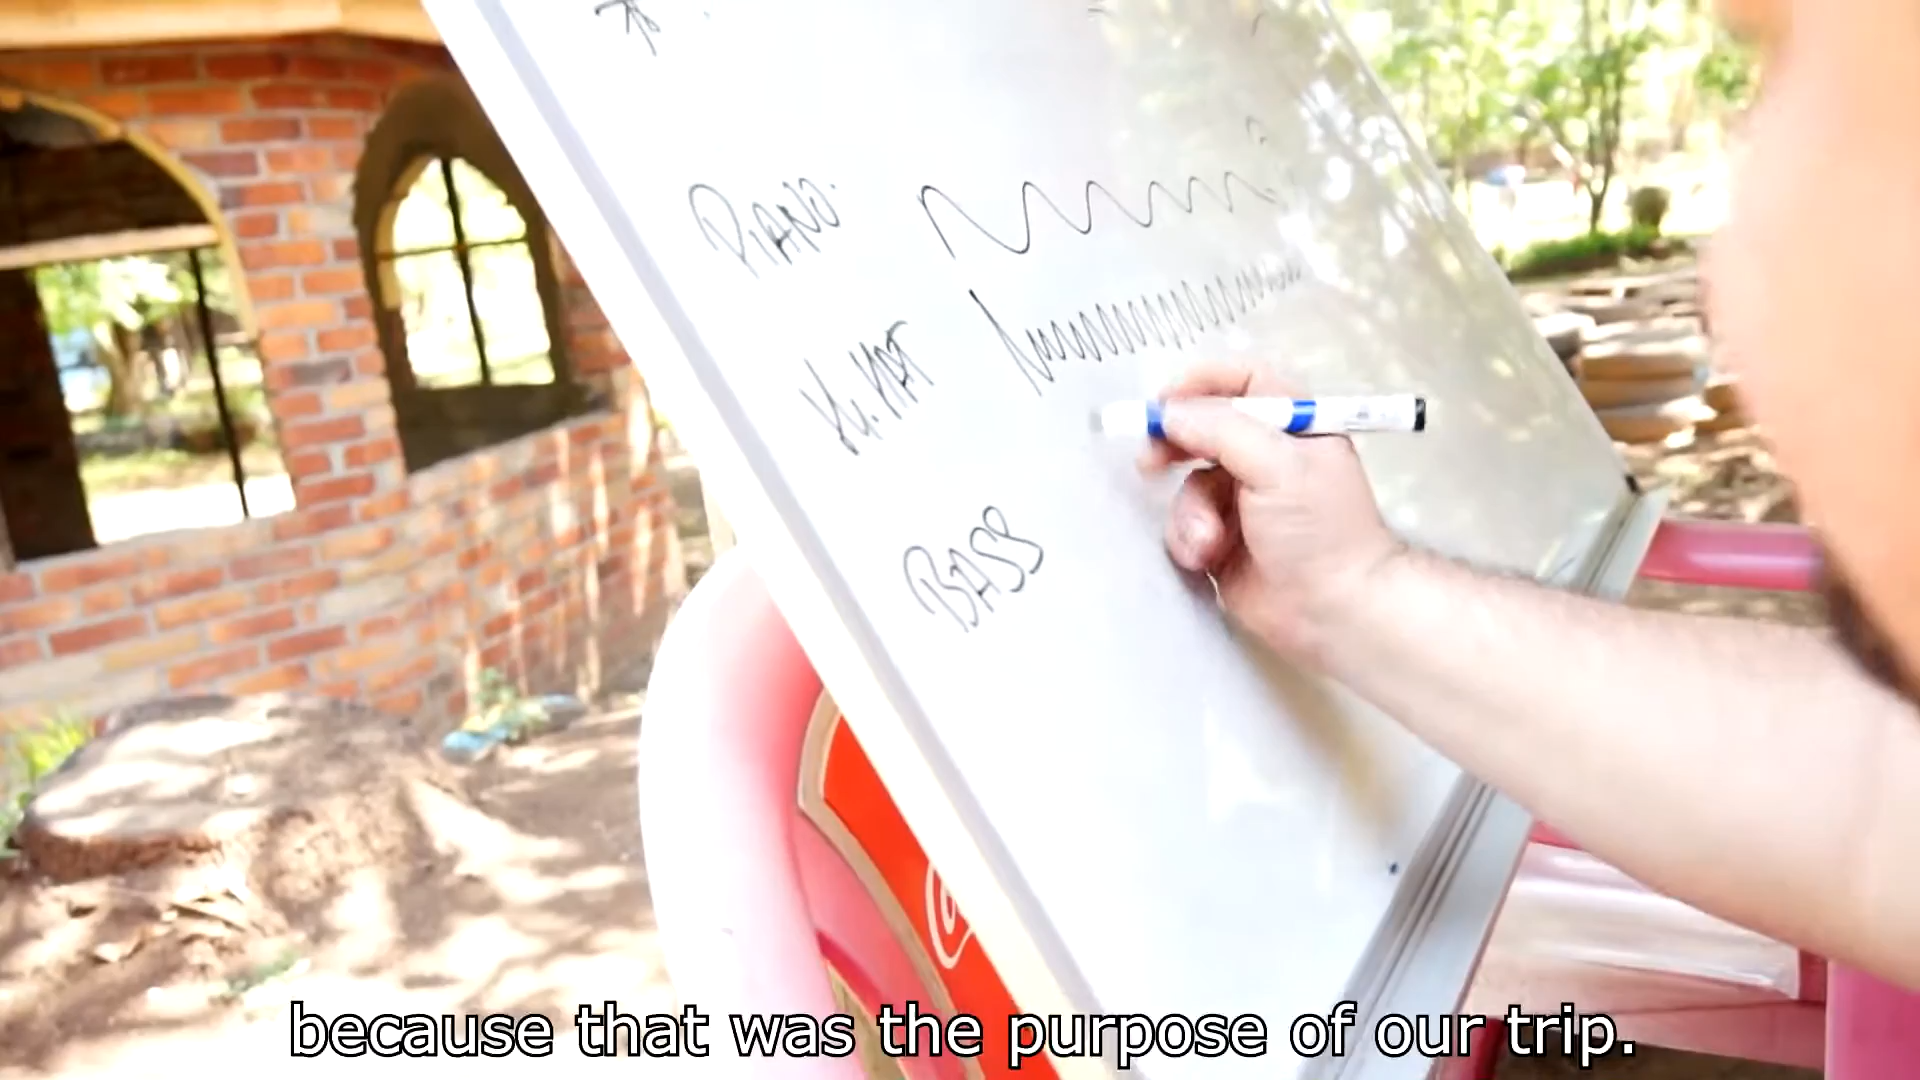 PIANO.
HI.HAT
BASS
because that was the purpose of our trip.